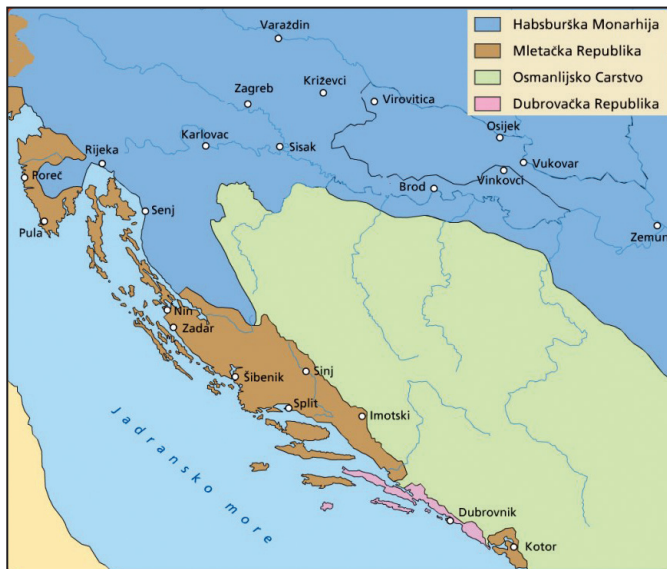 Habsburška Monarhija
Mletačka Republika
Osmanlijsko Carstvo
Dubrovačka Republika
Varaždin
Križevci
Zagreb
Virovitica
Osijek
Karlovac
Sisak
Rijeka
Vukovar
Vinkovci
Poreč
Brod
Senj
Pula
Zemun
Nin
Zadar
Šibenik
Sinj
Split
Imotski
Jadransko more
Dubrovnik
Kotor